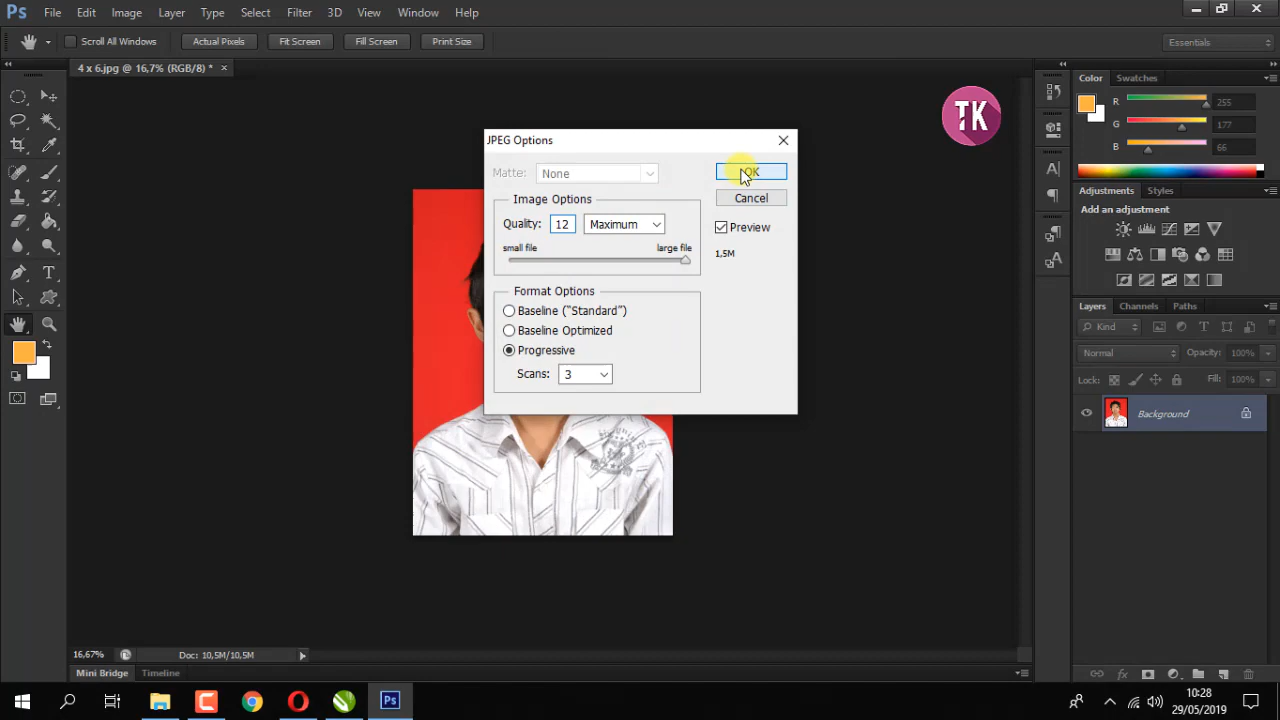 Ps File Edit Image Layer Type Select Filter 3D View Window Help
Scroll All Windows Actual Pixels Fit Screen Fill Screen Print Size Essentials
4 x 6.jpg @ 16,7% (RGB/8) * ×
TK
JPEG Options
Matte: None
OK
Cancel
Image Options
Quality: 12 Maximum
Preview
small file large file
1,5M
Format Options
Baseline ("Standard")
Baseline Optimized
Progressive
Scans: 3
Color Swatches
R 255
G 177
B 66
Adjustments Styles
Add an adjustment
Layers Channels Paths
Kind
Normal Opacity: 100%
Lock: Fill: 100%
Background
16,67% Doc: 10,5M/10,5M
Mini Bridge Timeline
Ps
10:28
29/05/2019